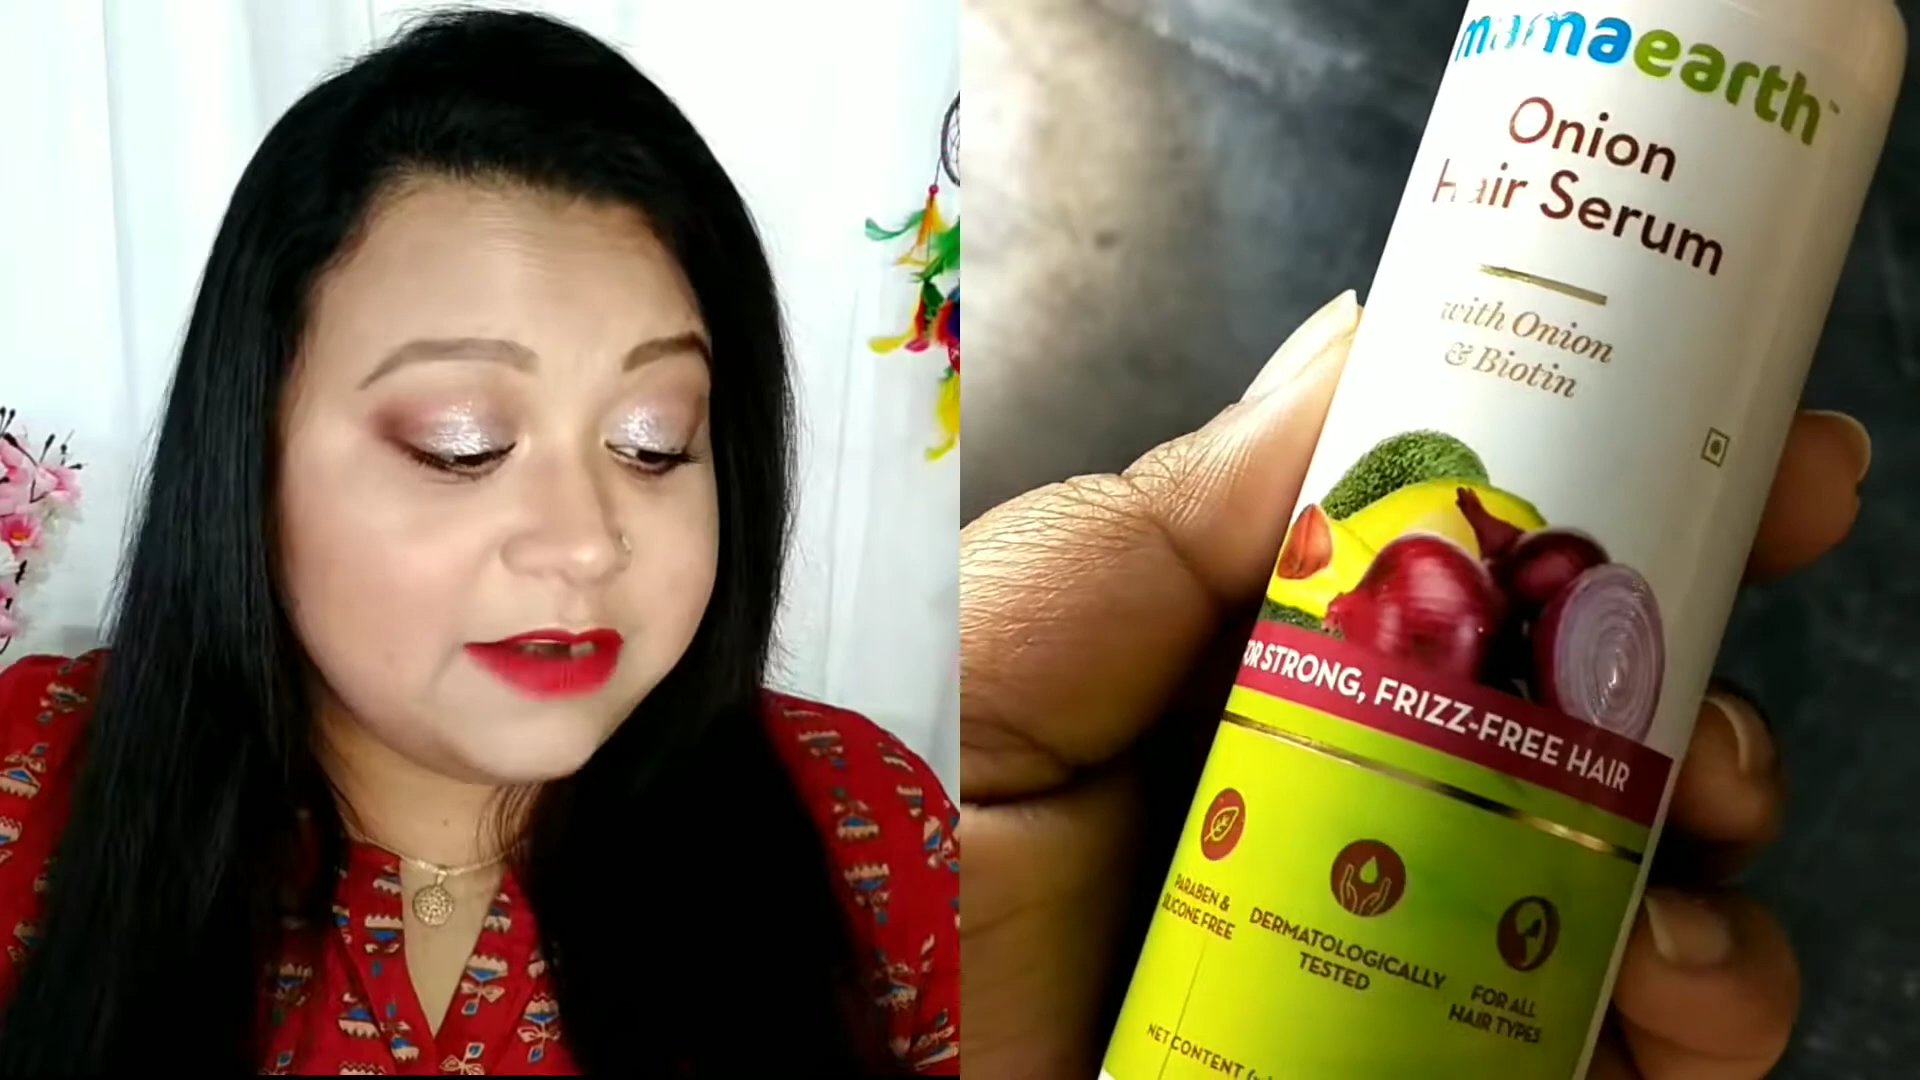 mamaearth
Onion
Hair Serum
with Onion
& Biotin
FOR STRONG, FRIZZ-FREE HAIR
PARABEN &
SILICONE FREE
DERMATOLOGICALLY
TESTED
FOR ALL
HAIR TYPES
NET CONTENT